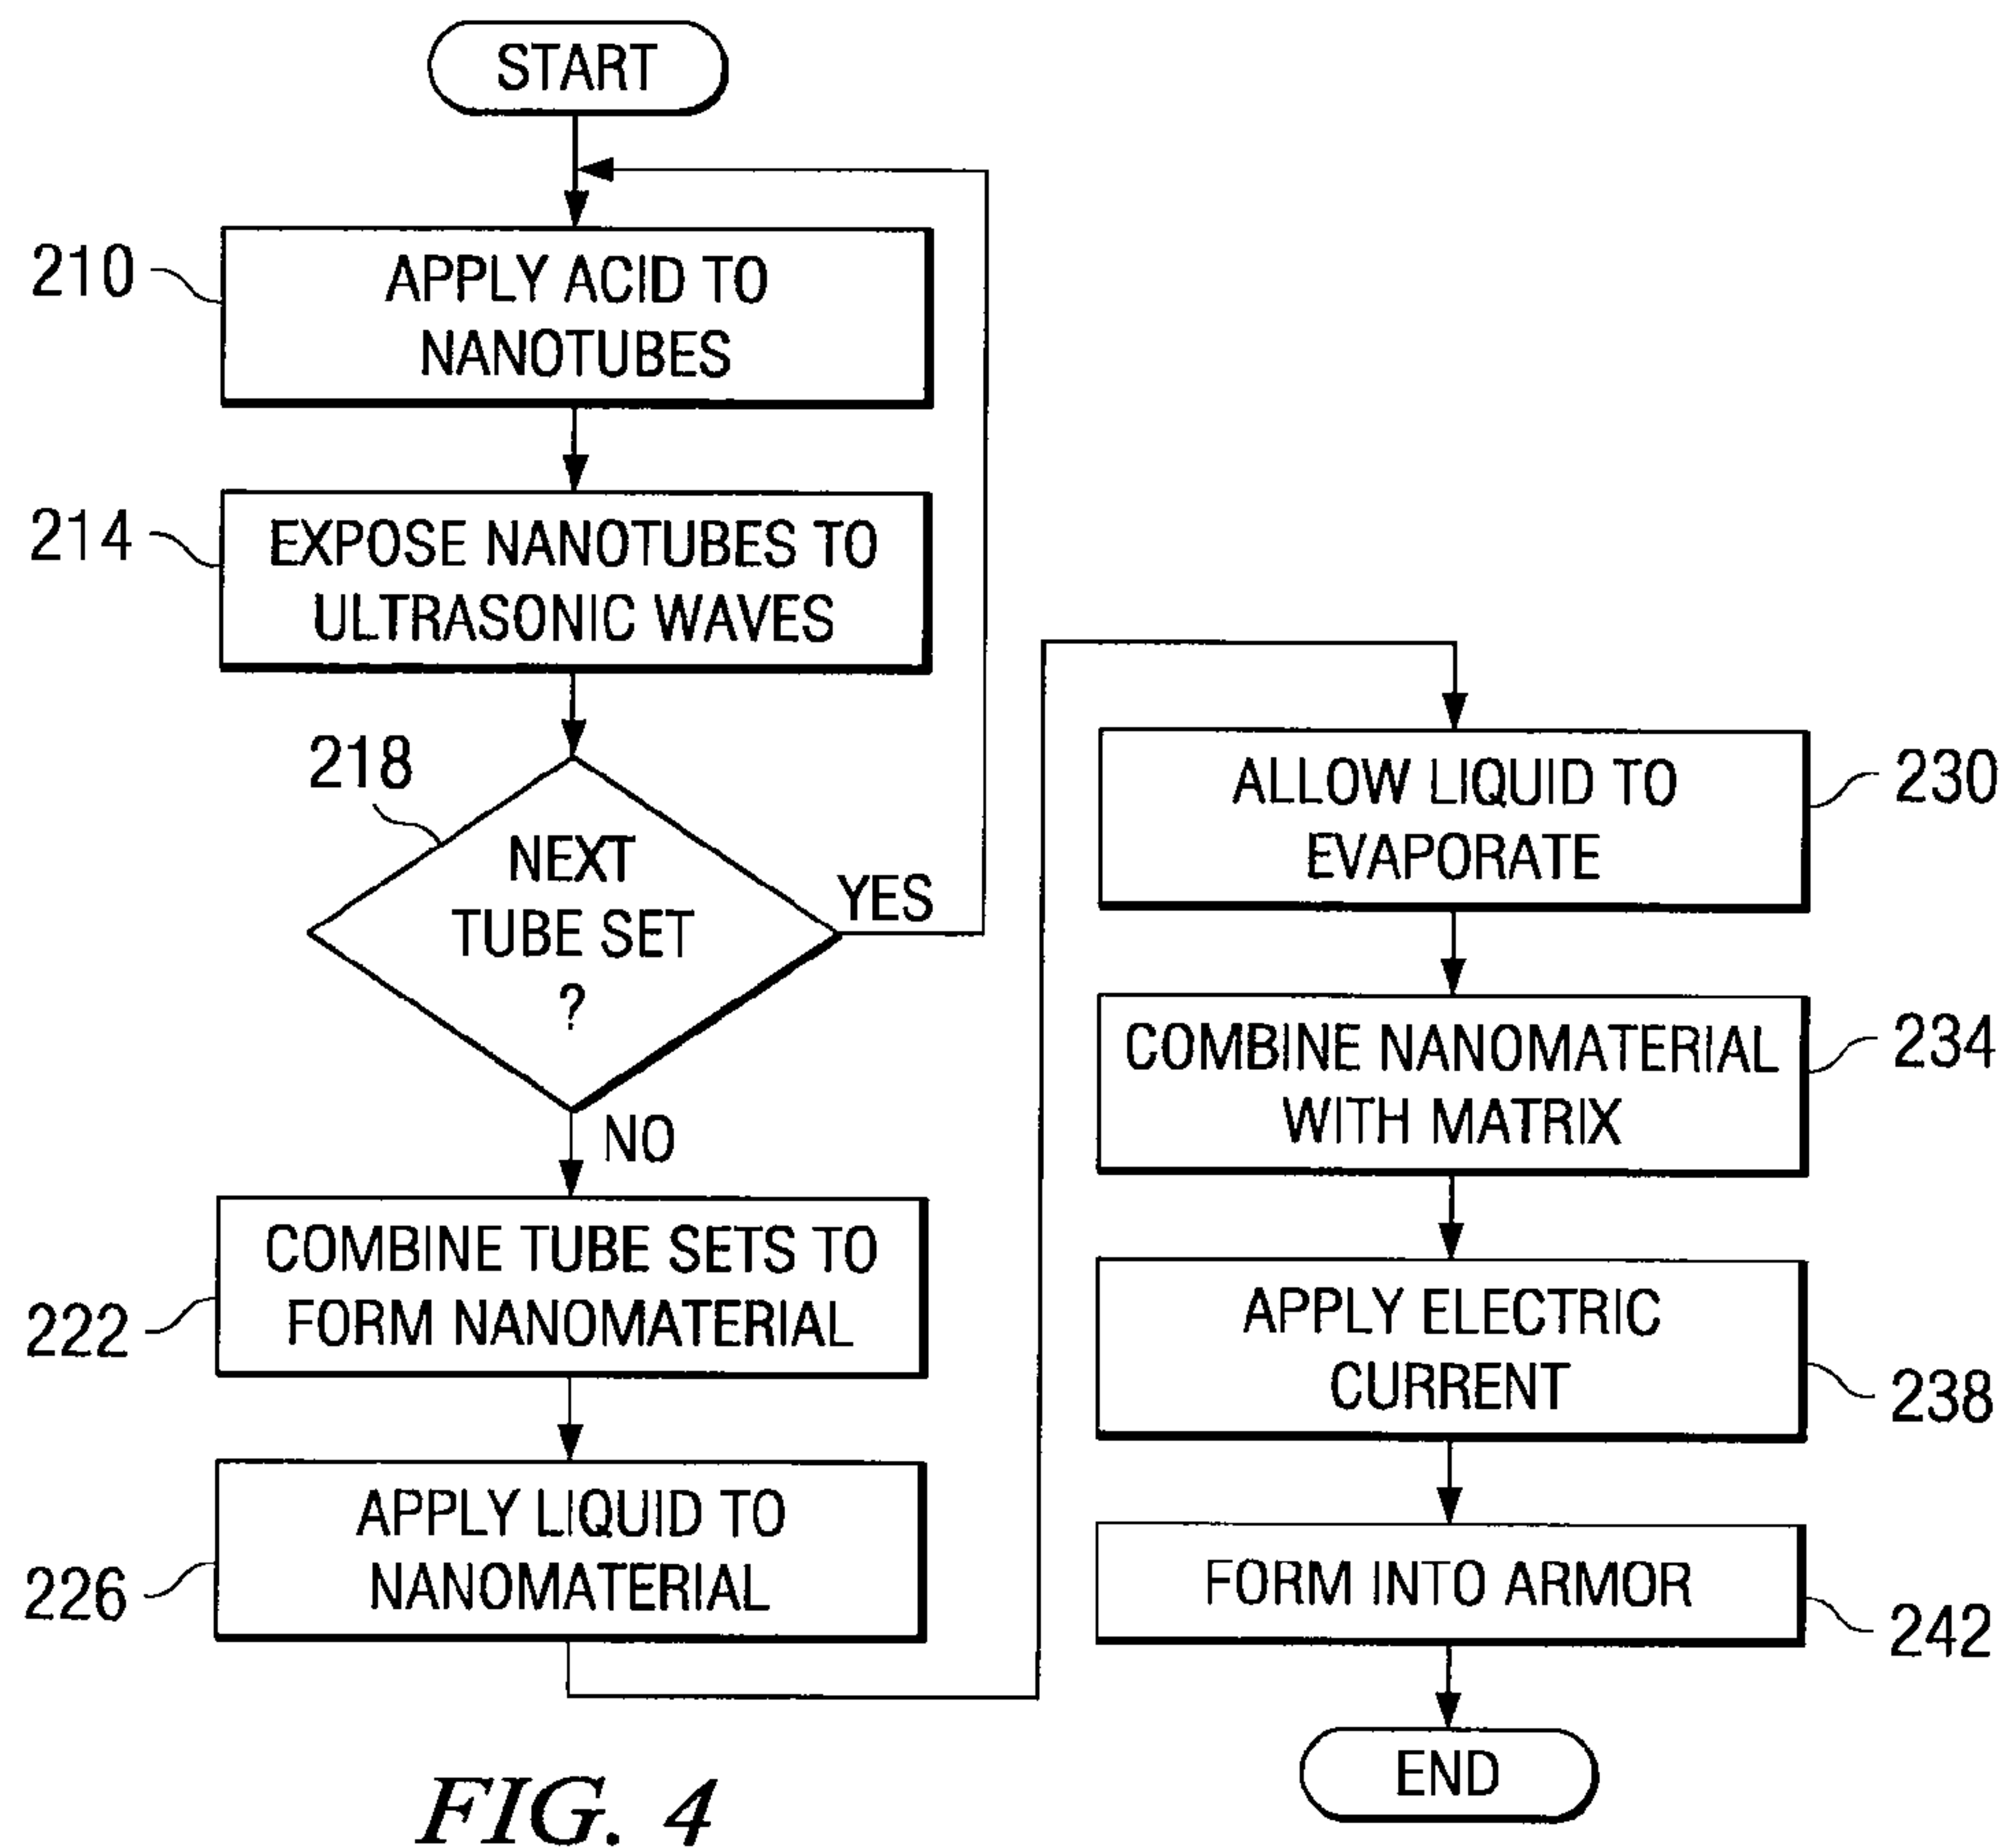 START
210
APPLY ACID TO
NANOTUBES
214
EXPOSE NANOTUBES TO
ULTRASONIC WAVES
218
NEXT
TUBE SET
?
YES
NO
222
COMBINE TUBE SETS TO
FORM NANOMATERIAL
226
APPLY LIQUID TO
NANOMATERIAL
ALLOW LIQUID TO
EVAPORATE
230
COMBINE NANOMATERIAL
WITH MATRIX
234
APPLY ELECTRIC
CURRENT
238
FORM INTO ARMOR
242
END
FIG. 4